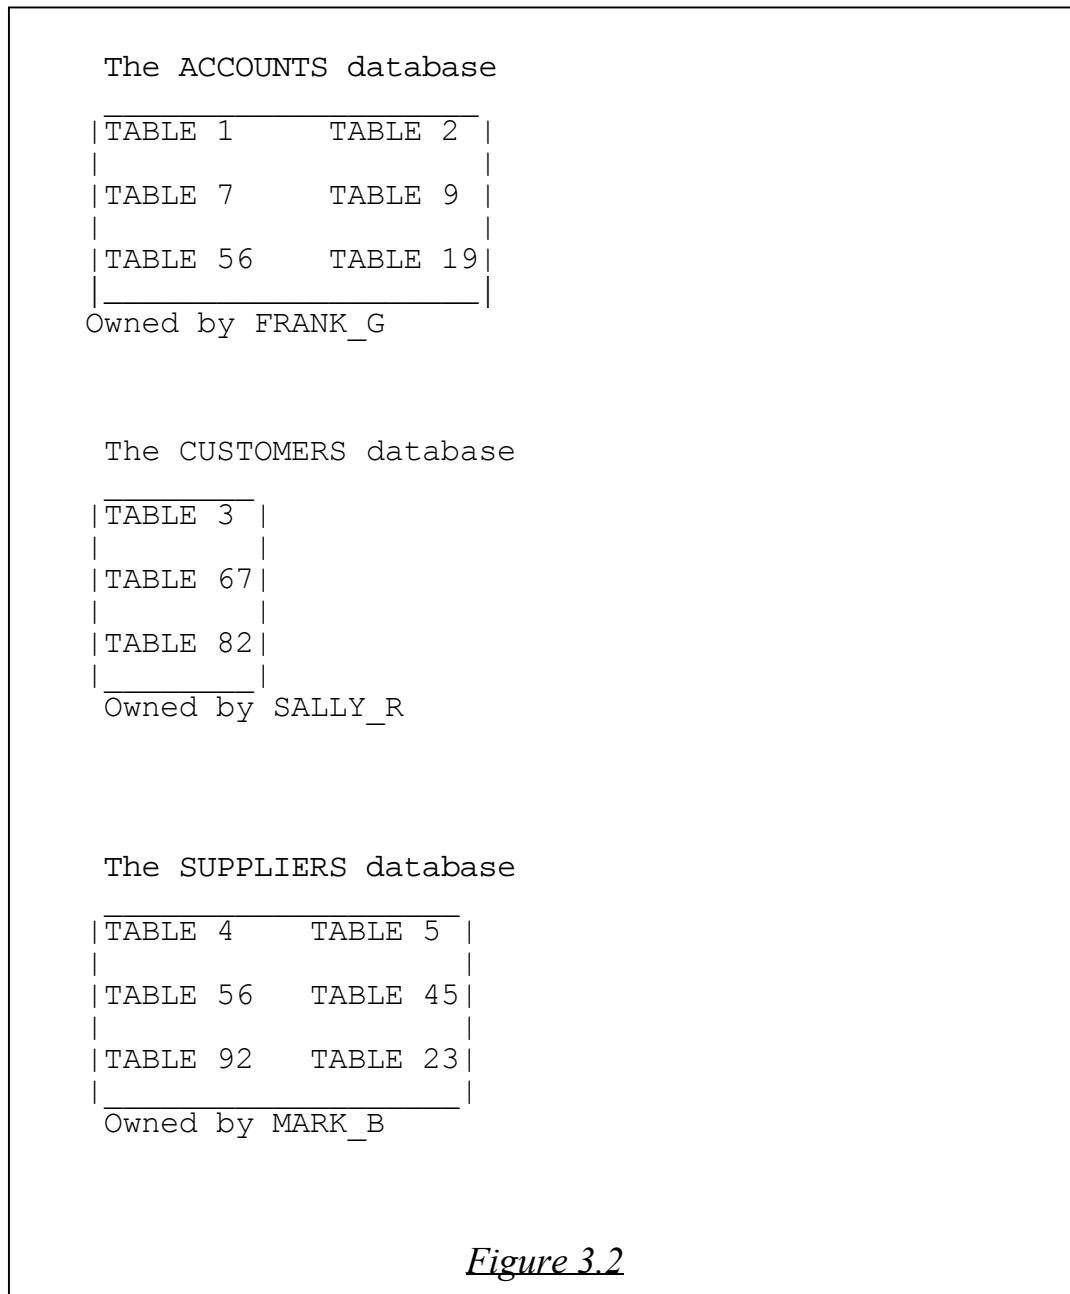 The ACCOUNTS database
|TABLE 1 TABLE 2 |
|TABLE 7 TABLE 9 |
|TABLE 56 TABLE 19|
Owned by FRANK_G
The CUSTOMERS database
|TABLE 3 |
|TABLE 67|
|TABLE 82|
Owned by SALLY_R
The SUPPLIERS database
|TABLE 4 TABLE 5 |
|TABLE 56 TABLE 45|
|TABLE 92 TABLE 23|
Owned by MARK_B
Figure 3.2